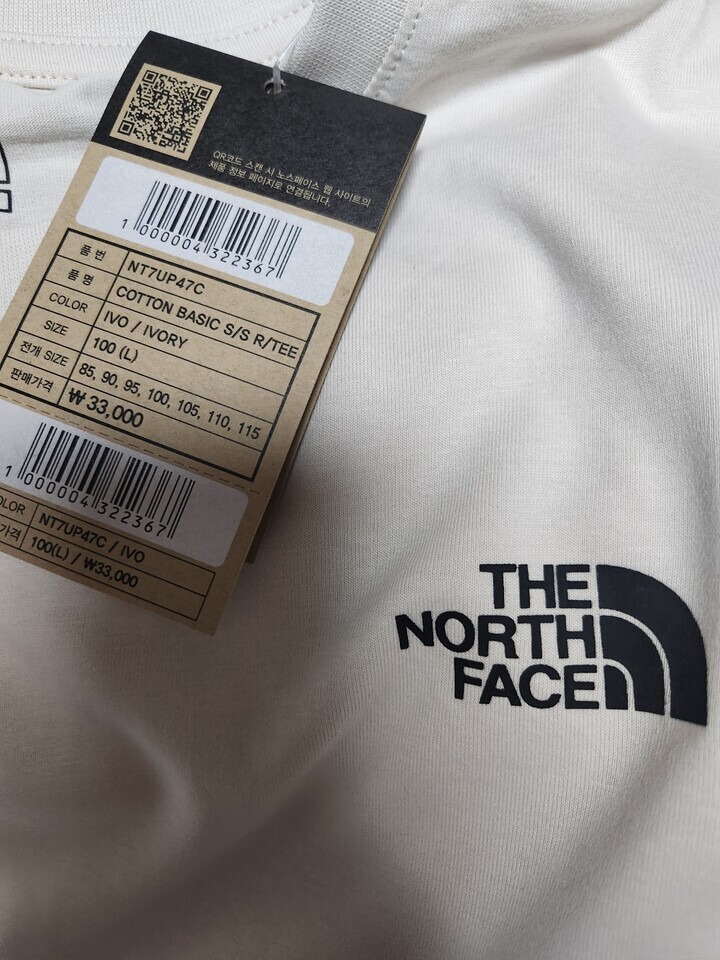 QR코드 스캔 시 노스페이스 웹 사이트의
제품 정보 페이지로 연결됩니다.
1 000004 322367
품 번 NT7UP47C
품 명 COTTON BASIC S/S R/TEE
COLOR IVO / IVORY
SIZE 100 (L)
전개 SIZE 85, 90, 95, 100, 105, 110, 115
판매가격 ₩33,000
1 000004 322367
OLOR NT7UP47C / IVO
가격 100(L) / ₩33,000
THE
NORTH
FACE